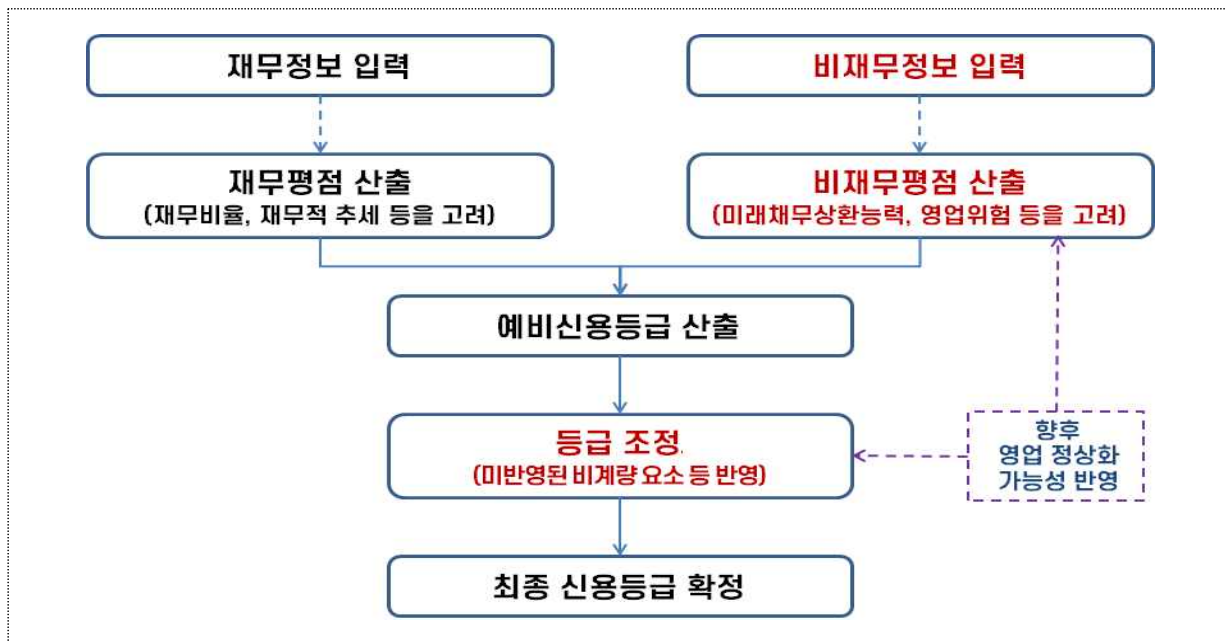 재무정보 입력
비재무정보 입력
재무평점 산출
(재무비율, 재무적 추세 등을 고려)
비재무평점 산출
(미래채무상환능력, 영업위험 등을 고려)
예비신용등급 산출
등급 조정
(미반영된 비계량 요소 등 반영)
향후
영업 정상화
가능성 반영
최종 신용등급 확정